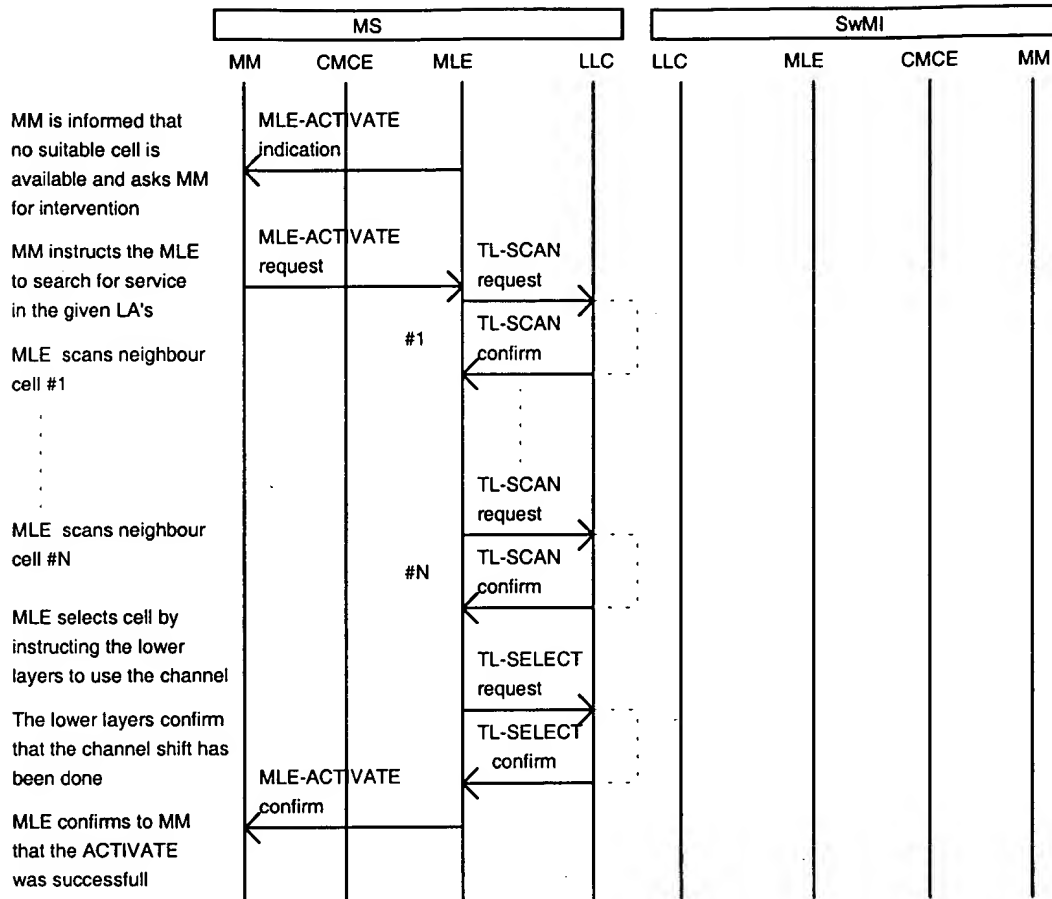 MS
SwMI
MM
CMCE
MLE
LLC
LLC
MLE
CMCE
MM
MM is informed that
no suitable cell is
available and asks MM
for intervention
MLE-ACTIVATE
indication
MM instructs the MLE
to search for service
in the given LA's
MLE-ACTIVATE
request
TL-SCAN
request
MLE scans neighbour
cell #1
#1
TL-SCAN
confirm
MLE scans neighbour
cell #N
TL-SCAN
request
#N
TL-SCAN
confirm
MLE selects cell by
instructing the lower
layers to use the channel
TL-SELECT
request
The lower layers confirm
that the channel shift has
been done
TL-SELECT
confirm
MLE-ACTIVATE
confirm
MLE confirms to MM
that the ACTIVATE
was successfull